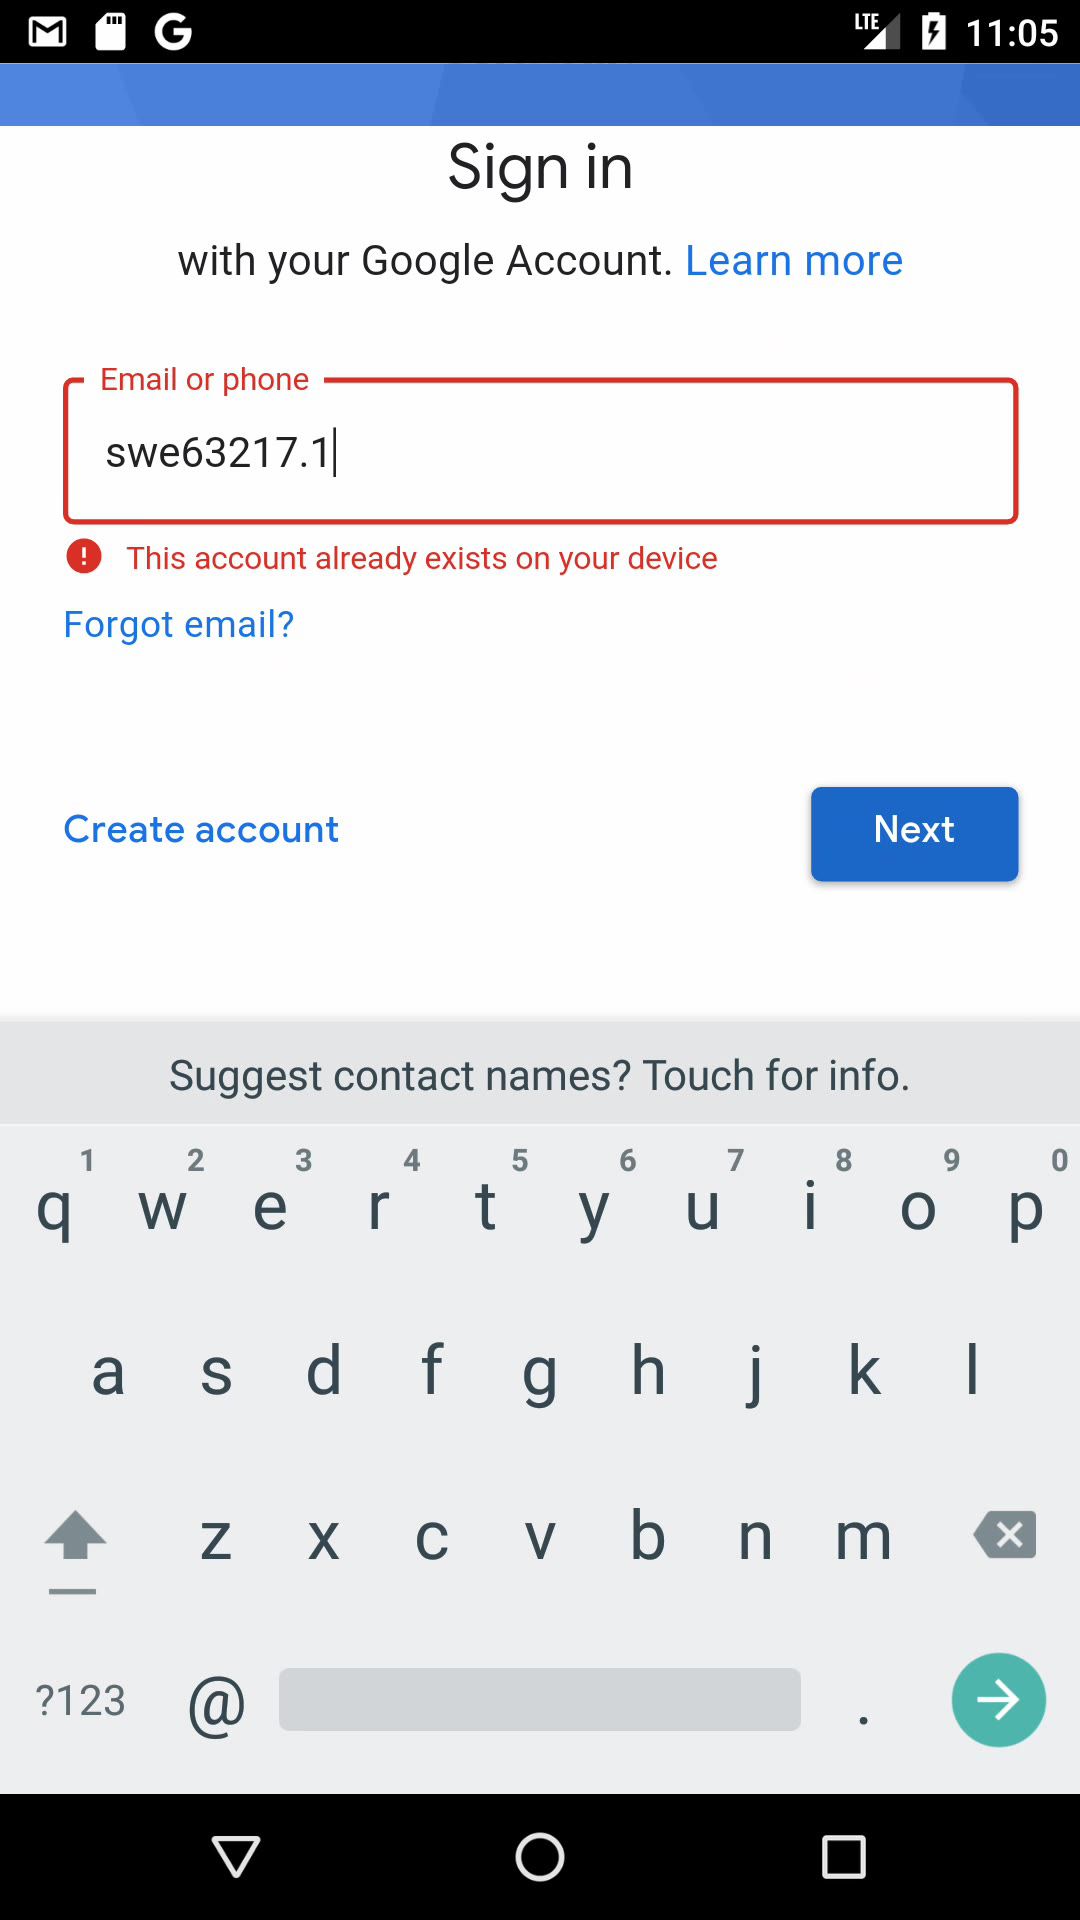 LTE 11:05
Sign in
with your Google Account. Learn more
Email or phone
swe63217.1
This account already exists on your device
Forgot email?
Create account Next
Suggest contact names? Touch for info.
1 2 3 4 5 6 7 8 9 0
q w e r t y u i o p
a s d f g h j k l
z x c v b n m
?123 @ .